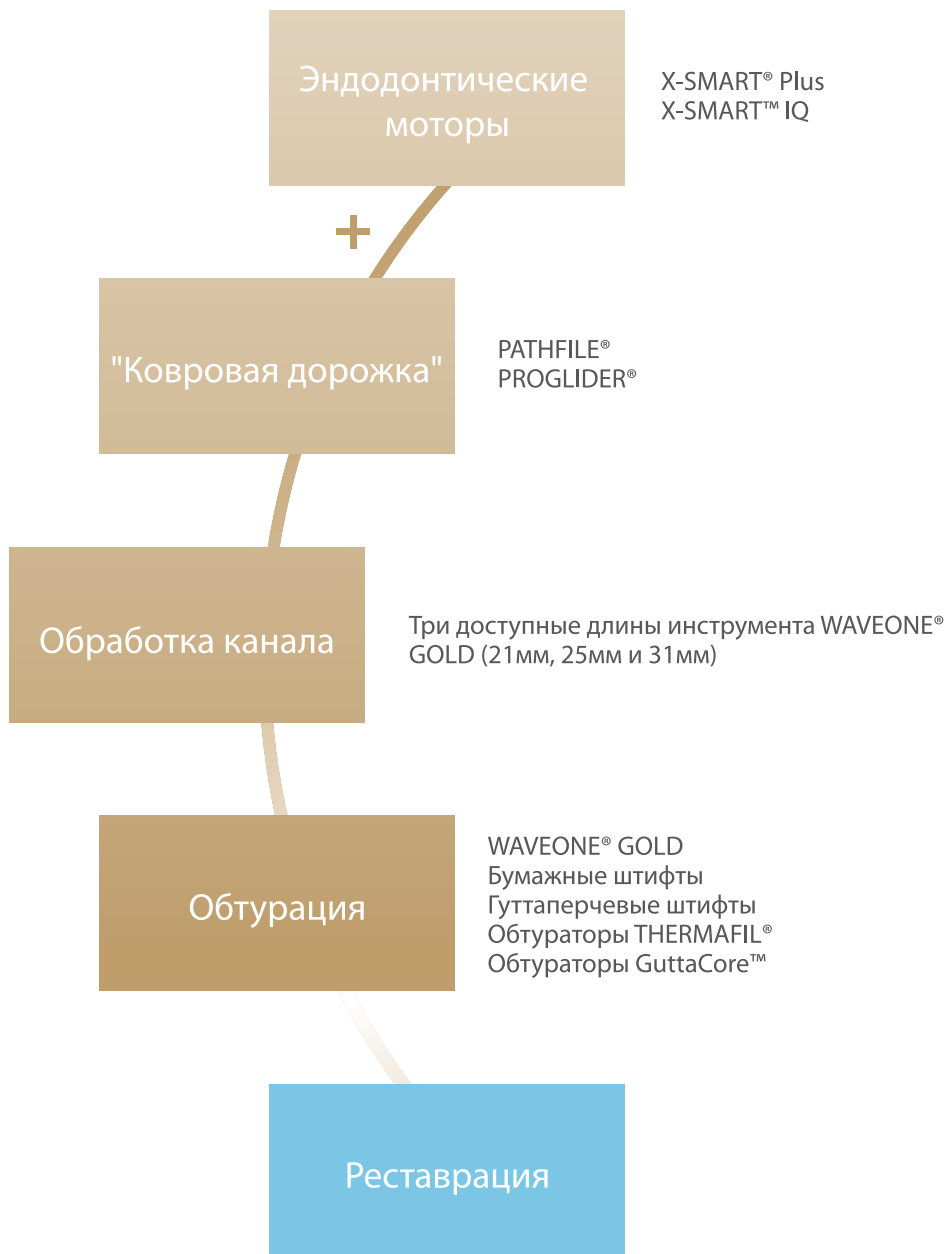 Эндодонтические
моторы
X-SMART® Plus
X-SMART™ IQ
+
"Ковровая дорожка"
PATHFILE®
PROGLIDER®
Обработка канала
Три доступные длины инструмента WAVEONE®
GOLD (21мм, 25мм и 31мм)
Обтурация
WAVEONE® GOLD
Бумажные штифты
Гуттаперчевые штифты
Обтураторы THERMAFIL®
Обтураторы GuttaCore™
Реставрация